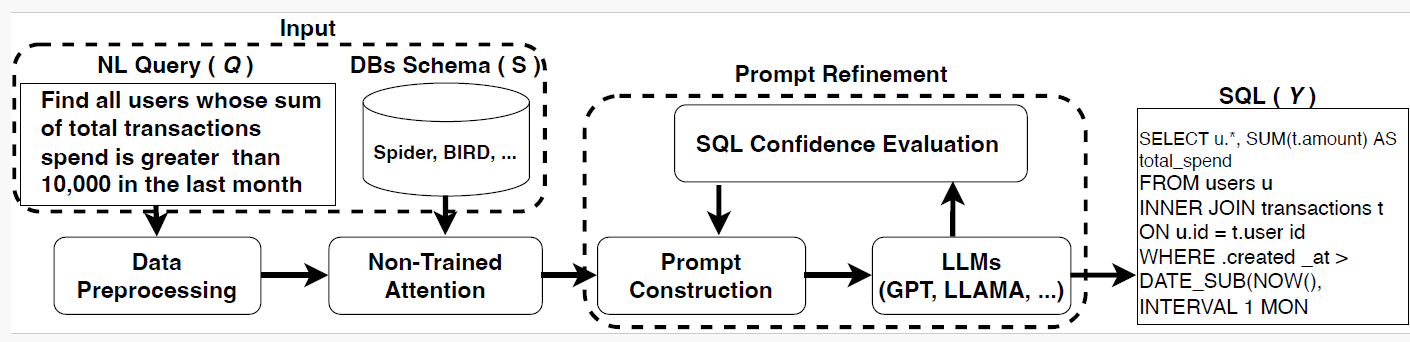 Input
NL Query ( Q )
DBs Schema ( S )
Find all users whose sum
of total transactions
spend is greater than
10,000 in the last month
Spider, BIRD, ...
Data
Preprocessing
Non-Trained
Attention
Prompt Refinement
SQL Confidence Evaluation
Prompt
Construction
LLMs
(GPT, LLAMA, ...)
SQL ( Y )
SELECT u.*, SUM(t.amount) AS
total_spend
FROM users u
INNER JOIN transactions t
ON u.id = t.user id
WHERE .created _at >
DATE_SUB(NOW(),
INTERVAL 1 MON